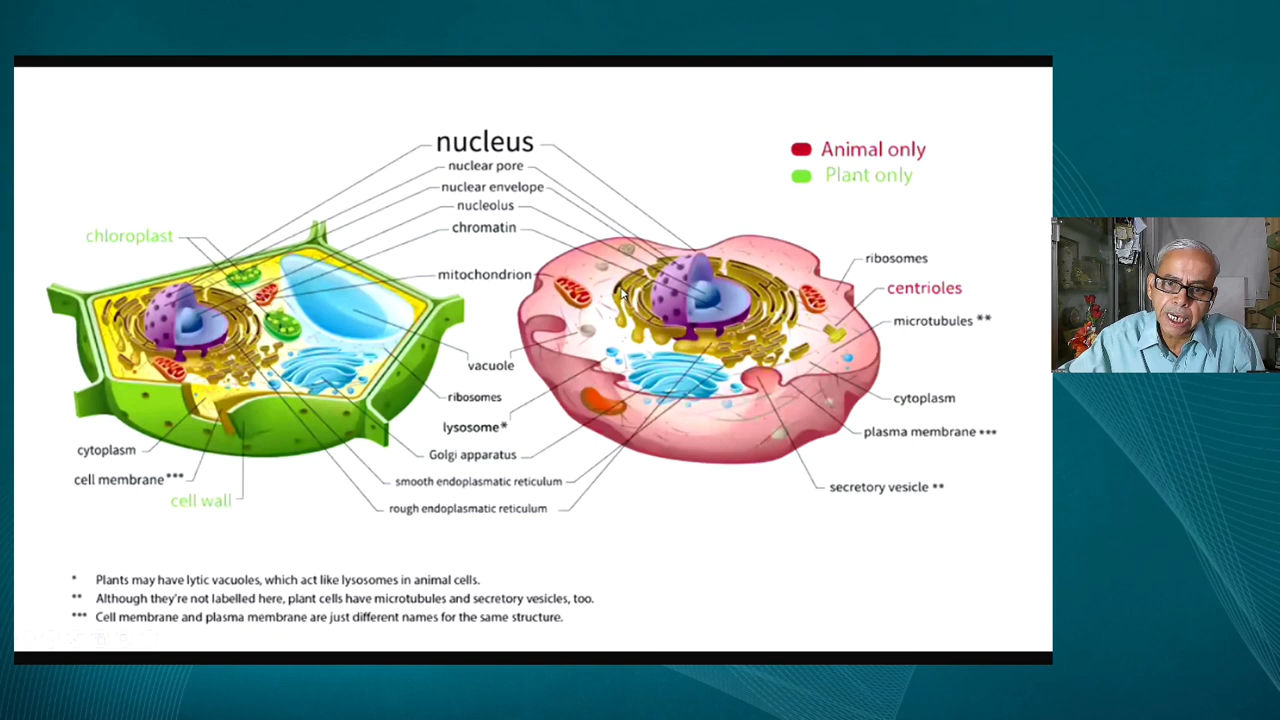 nucleus
nuclear pore
nuclear envelope
nucleolus
chromatin
mitochondrion
vacuole
ribosomes
lysosome*
Golgi apparatus
smooth endoplasmatic reticulum
rough endoplasmatic reticulum
chloroplast
cytoplasm
cell membrane***
cell wall
Animal only
Plant only
ribosomes
centrioles
microtubules **
cytoplasm
plasma membrane ***
secretory vesicle **
* Plants may have lytic vacuoles, which act like lysosomes in animal cells.
** Although they're not labelled here, plant cells have microtubules and secretory vesicles, too.
*** Cell membrane and plasma membrane are just different names for the same structure.